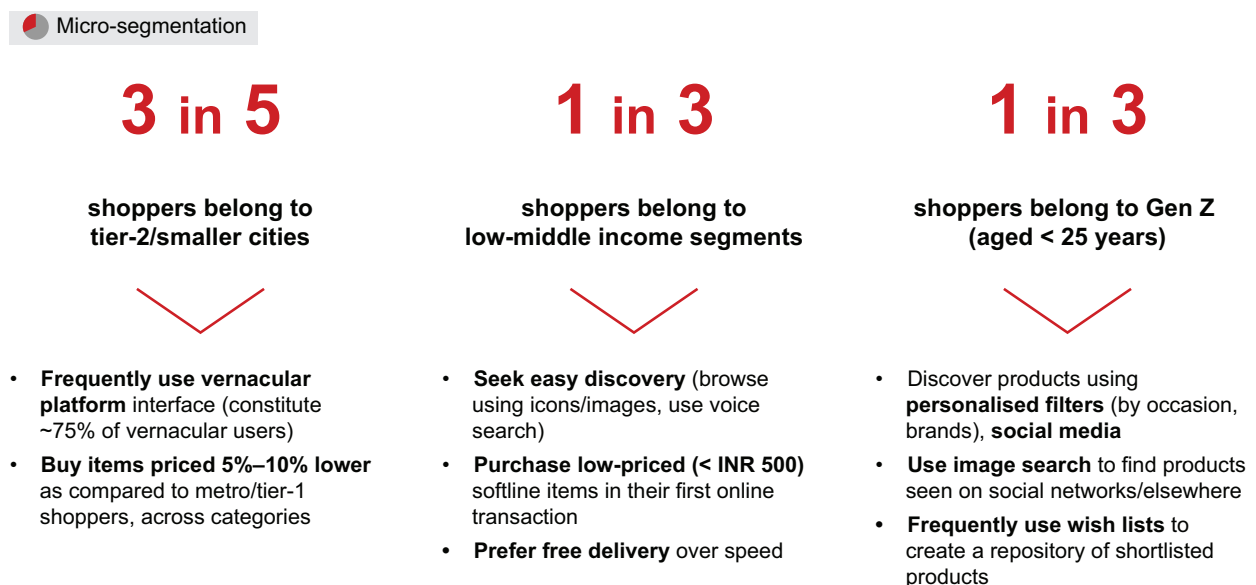 Micro-segmentation
3 in 5
shoppers belong to
tier-2/smaller cities
• Frequently use vernacular
platform interface (constitute
~75% of vernacular users)
• Buy items priced 5%–10% lower
as compared to metro/tier-1
shoppers, across categories
1 in 3
shoppers belong to
low-middle income segments
• Seek easy discovery (browse
using icons/images, use voice
search)
• Purchase low-priced (< INR 500)
softline items in their first online
transaction
• Prefer free delivery over speed
1 in 3
shoppers belong to Gen Z
(aged < 25 years)
• Discover products using
personalised filters (by occasion,
brands), social media
• Use image search to find products
seen on social networks/elsewhere
• Frequently use wish lists to
create a repository of shortlisted
products